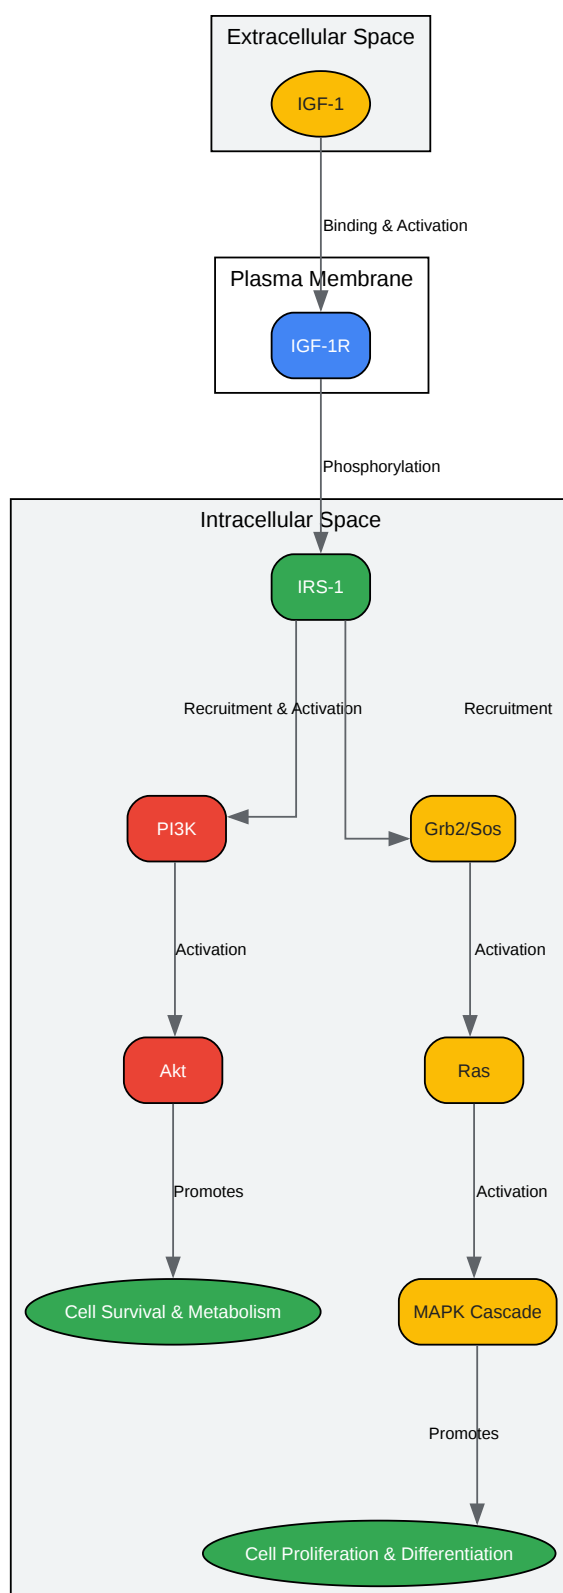 Extracellular Space
IGF-1
Binding & Activation
Plasma Membrane
IGF-1R
Phosphorylation
Intracellular Space
IRS-1
Recruitment & Activation
Recruitment
PI3K
Grb2/Sos
Activation
Activation
Akt
Ras
Promotes
Activation
Cell Survival & Metabolism
MAPK Cascade
Promotes
Cell Proliferation & Differentiation